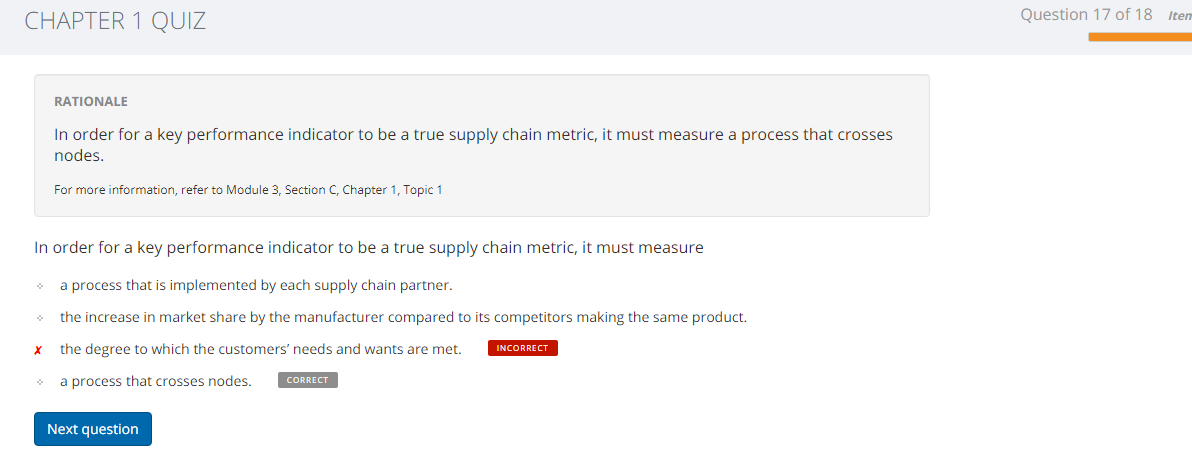 CHAPTER 1 QUIZ
Question 17 of 18
RATIONALE
In order for a key performance indicator to be a true supply chain metric, it must measure a process that crosses
nodes.
For more information, refer to Module 3, Section C, Chapter 1, Topic 1
In order for a key performance indicator to be a true supply chain metric, it must measure
a process that is implemented by each supply chain partner.
the increase in market share by the manufacturer compared to its competitors making the same product.
✗ the degree to which the customers’ needs and wants are met. INCORRECT
a process that crosses nodes. CORRECT
Next question